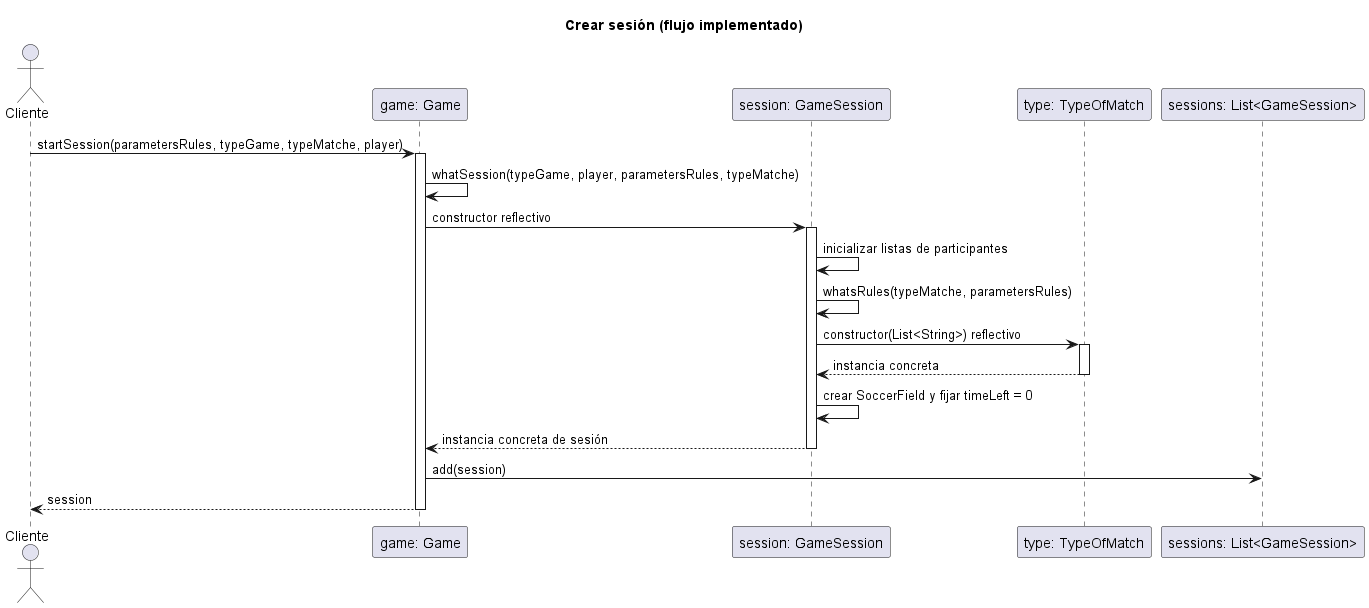 Crear sesión (flujo implementado)
Cliente
game: Game
session: GameSession
type: TypeOfMatch
sessions: List<GameSession>
startSession(parametersRules, typeGame, typeMatche, player)
whatSession(typeGame, player, parametersRules, typeMatche)
constructor reflectivo
inicializar listas de participantes
whatsRules(typeMatche, parametersRules)
constructor(List<String>) reflectivo
instancia concreta
crear SoccerField y fijar timeLeft = 0
instancia concreta de sesión
add(session)
session
Cliente
game: Game
session: GameSession
type: TypeOfMatch
sessions: List<GameSession>